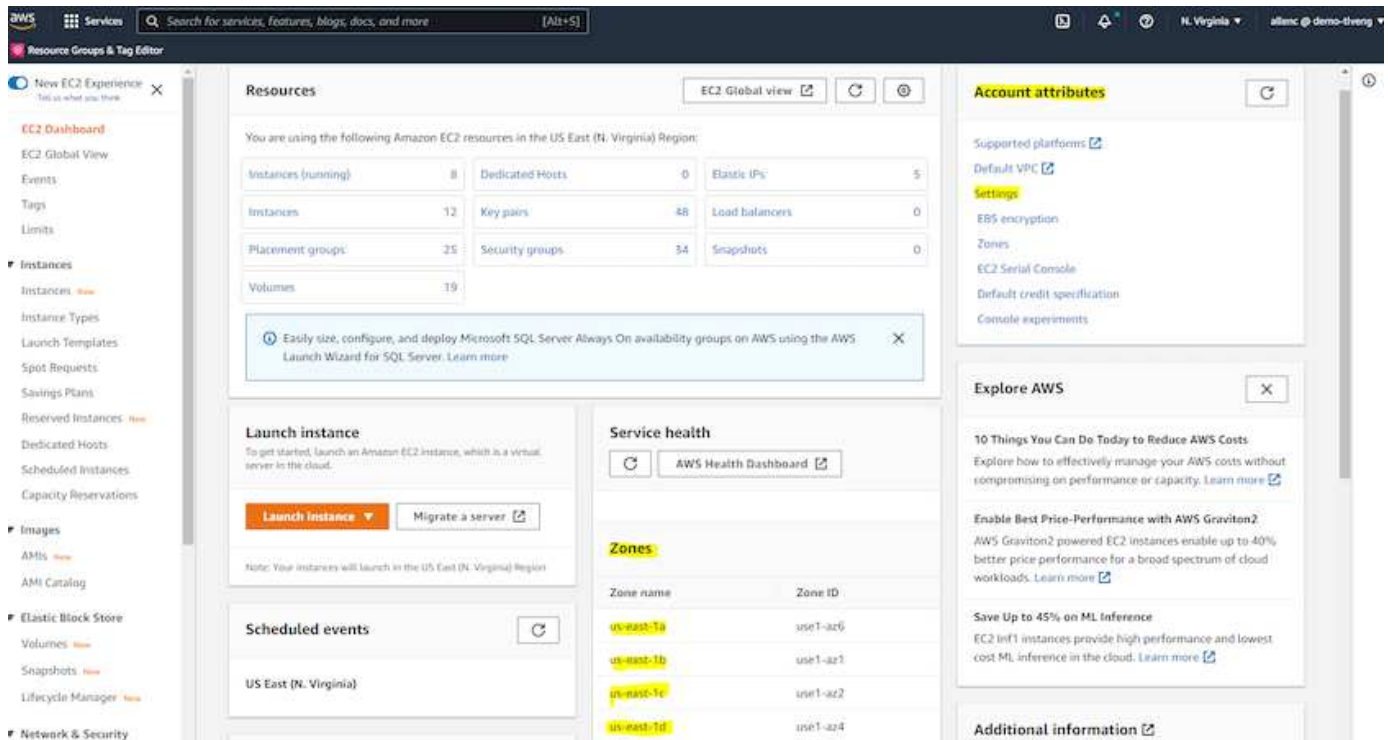 aws
Services
Search for services, features, blogs, docs, and more
[Alt+S]
N. Virginia
allenc @ demo-tlveng
Resource Groups & Tag Editor
New EC2 Experience
Tell us what you think
EC2 Dashboard
EC2 Global View
Events
Tags
Limits
Instances
Instances New
Instance Types
Launch Templates
Spot Requests
Savings Plans
Reserved Instances New
Dedicated Hosts
Scheduled Instances
Capacity Reservations
Images
AMIs New
AMI Catalog
Elastic Block Store
Volumes New
Snapshots New
Lifecycle Manager New
Network & Security
Resources
EC2 Global view
You are using the following Amazon EC2 resources in the US East (N. Virginia) Region:
Instances (running) 8
Dedicated Hosts 0
Elastic IPs 5
Instances 12
Key pairs 48
Load balancers 0
Placement groups 25
Security groups 34
Snapshots 0
Volumes 19
Easily size, configure, and deploy Microsoft SQL Server Always On availability groups on AWS using the AWS
Launch Wizard for SQL Server. Learn more
Launch instance
To get started, launch an Amazon EC2 instance, which is a virtual
server in the cloud.
Launch instance
Migrate a server
Note: Your instances will launch in the US East (N. Virginia) Region
Scheduled events
US East (N. Virginia)
Service health
AWS Health Dashboard
Zones
Zone name Zone ID
us-east-1a use1-az6
us-east-1b use1-az1
us-east-1c use1-az2
us-east-1d use1-az4
Account attributes
Supported platforms
Default VPC
Settings
EBS encryption
Zones
EC2 Serial Console
Default credit specification
Console experiments
Explore AWS
10 Things You Can Do Today to Reduce AWS Costs
Explore how to effectively manage your AWS costs without
compromising on performance or capacity. Learn more
Enable Best Price-Performance with AWS Graviton2
AWS Graviton2 powered EC2 instances enable up to 40%
better price performance for a broad spectrum of cloud
workloads. Learn more
Save Up to 45% on ML Inference
EC2 Inf1 instances provide high performance and lowest
cost ML inference in the cloud. Learn more
Additional information